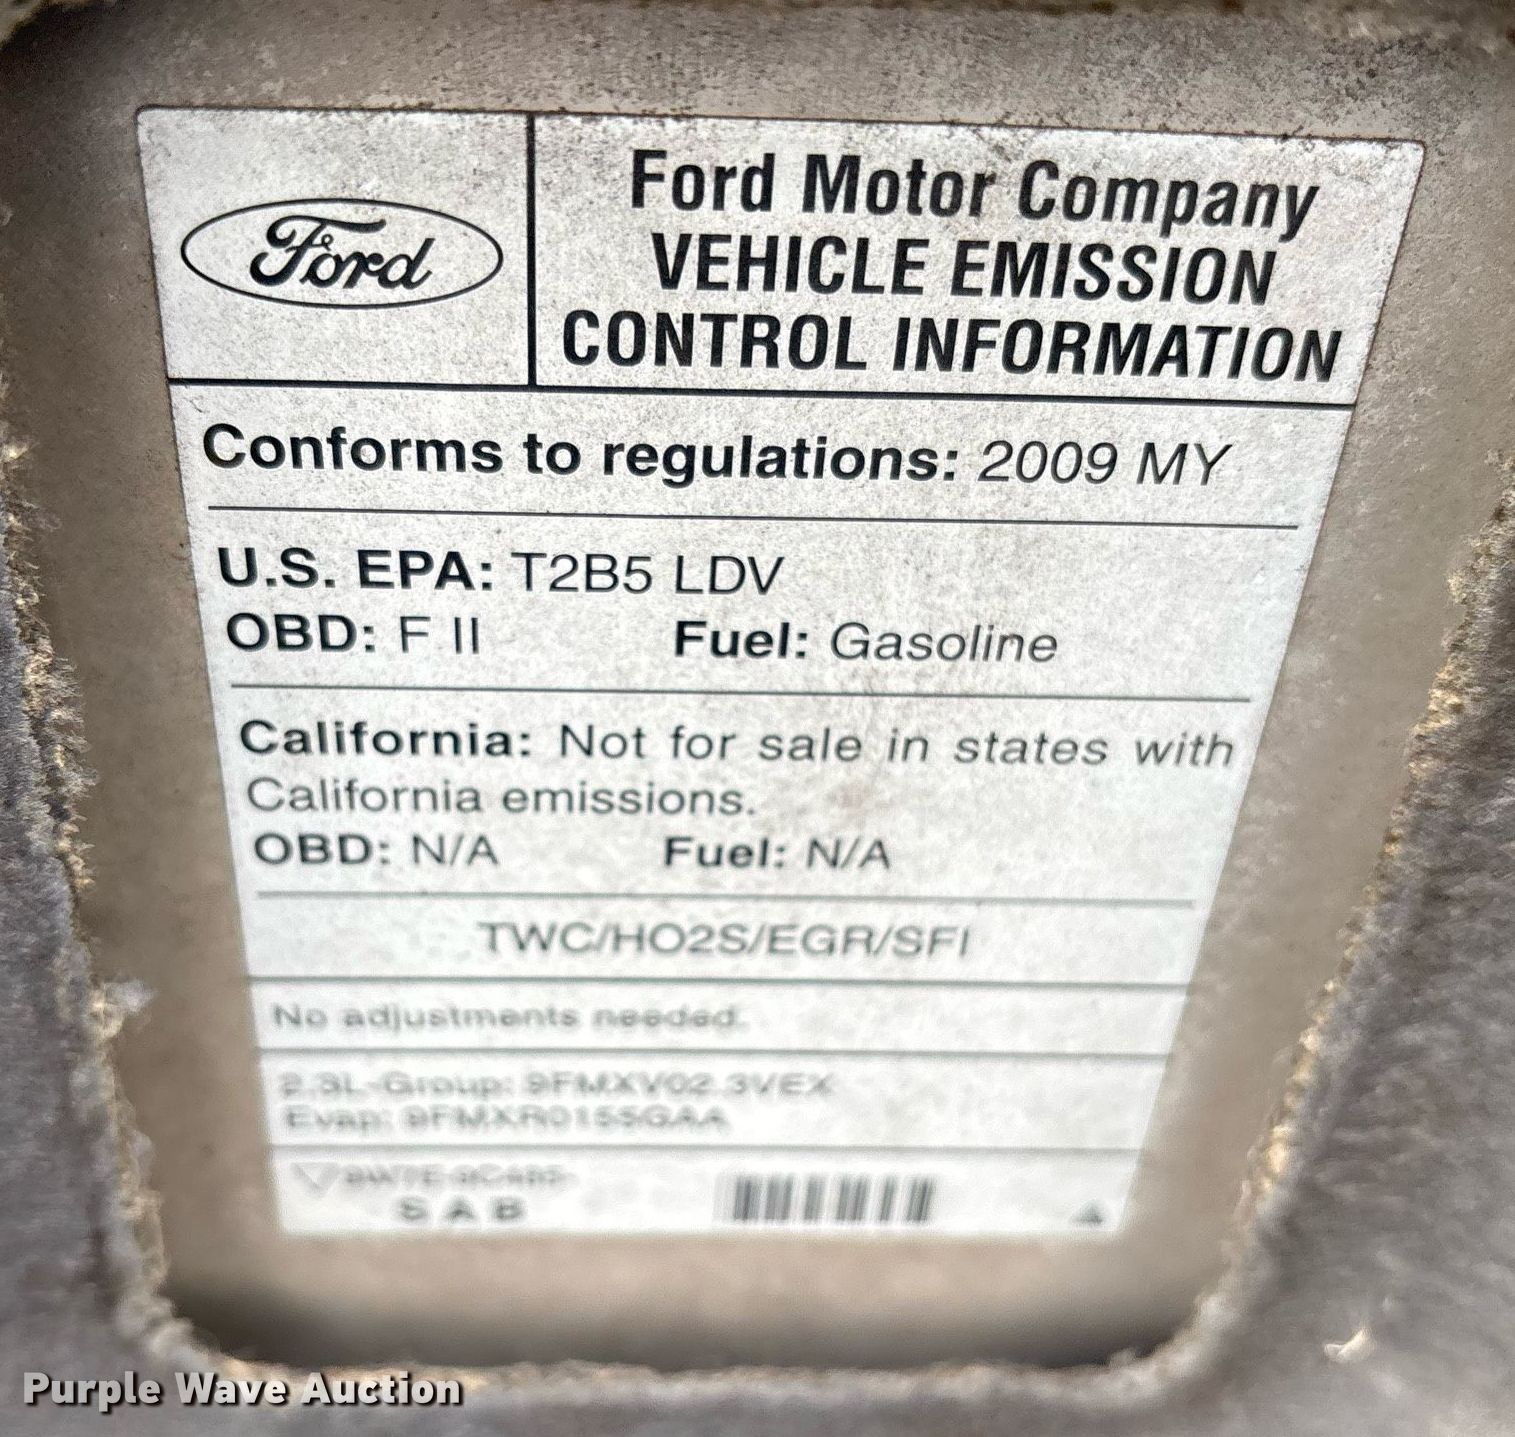 Ford
Ford Motor Company
VEHICLE EMISSION
CONTROL INFORMATION
Conforms to regulations: 2009 MY
U.S. EPA: T2B5 LDV
OBD: F II Fuel: Gasoline
California: Not for sale in states with
California emissions.
OBD: N/A Fuel: N/A
TWC/HO2S/EGR/SFI
No adjustments needed.
2.3L-Group: 9FMXV02.3VEX
Evap: 9FMXR0155GAA
SAB
Purple Wave Auction